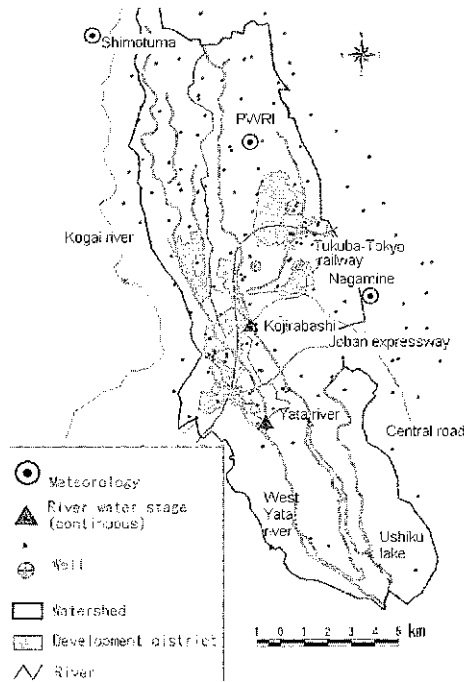 Shimotuma
PWRI
Kogai river
Tukuba-Tokyo
railway
Nagamine
Kojirabashi
Joban expressway
Yata river
Central road
West
Yata
river
Ushiku
lake
Meteorology
River water stage
(continuous)
Well
Watershed
Development district
River
1 0 1 2 3 4 5 km